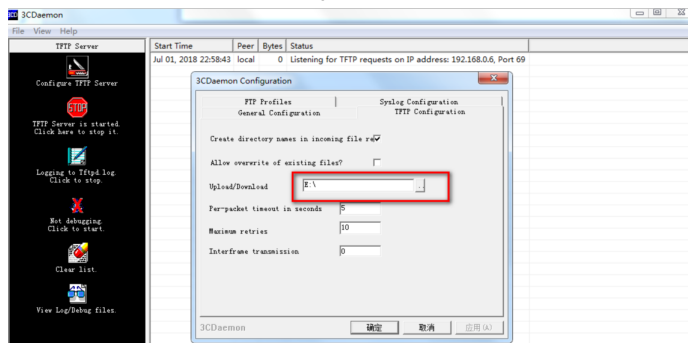 3CDaemon
File View Help
TFTP Server
Start Time Peer Bytes Status
Jul 01, 2018 22:58:43 local 0 Listening for TFTP requests on IP address: 192.168.0.6, Port 69
Configure TFTP Server
STOP
TFTP Server is started.
Click here to stop it.
Logging to Tftpd.log.
Click to stop.
Not debugging.
Click to start.
Clear list.
View Log/Debug files.
3CDaemon Configuration
FTP Profiles Syslog Configuration
General Configuration TFTP Configuration
Create directory names in incoming file re
Allow overwrite of existing files?
Upload/Download E:\ ...
Per-packet timeout in seconds 5
Maximum retries 10
Interframe transmission 0
3CDaemon 确定 取消 应用(A)